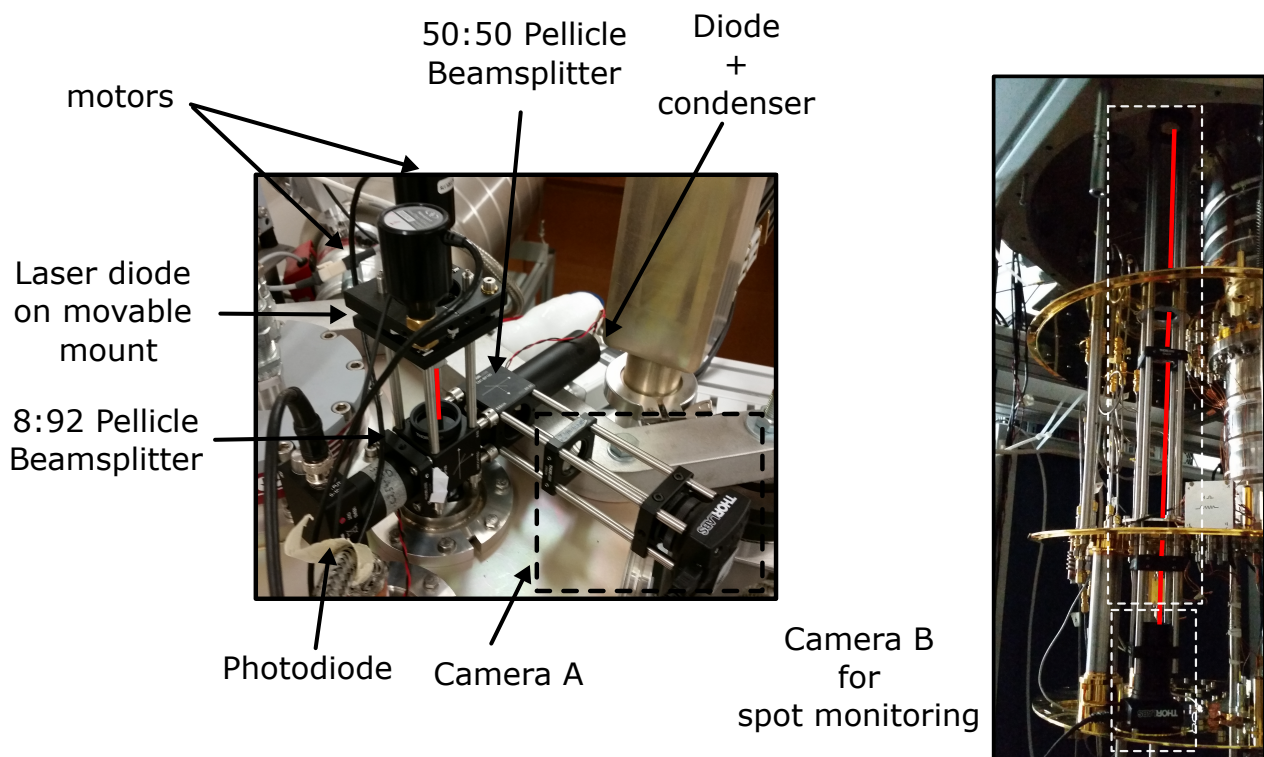 50:50 Pellicle
Beamsplitter
Diode
+
condenser
motors
Laser diode
on movable
mount
8:92 Pellicle
Beamsplitter
Photodiode
Camera A
Camera B
for
spot monitoring
THORLABS
THORLABS